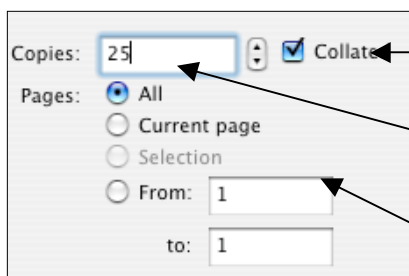 Copies: 25 Collate
Pages: All
Current page
Selection
From: 1
to: 1